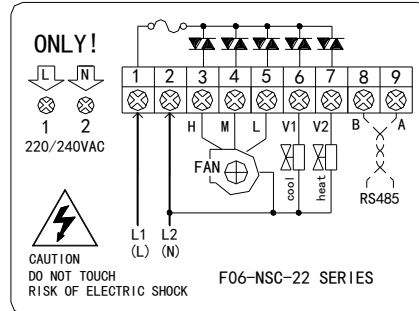 ONLY!
L N
1 2
220/240VAC
1 2 3 4 5 6 7 8 9
H M L V1 V2 B A
FAN
cool
heat
RS485
L1 L2
(L) (N)
CAUTION
DO NOT TOUCH
RISK OF ELECTRIC SHOCK
F06-NSC-22 SERIES